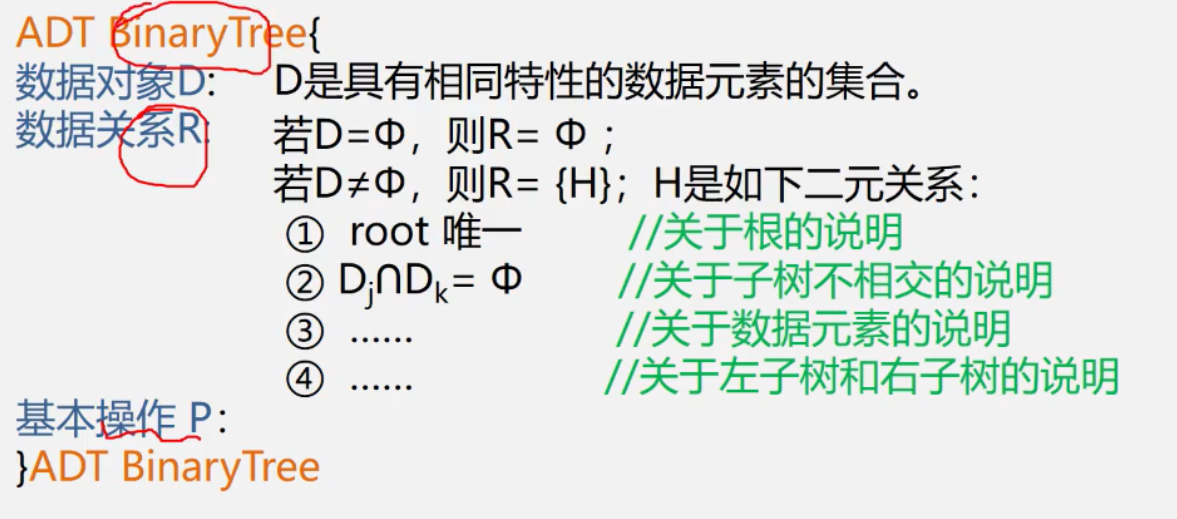 ADT BinaryTree{
数据对象D: D是具有相同特性的数据元素的集合。
数据关系R: 若D=Φ，则R= Φ ；
若D≠Φ，则R= {H}；H是如下二元关系：
① root 唯一 //关于根的说明
② Dj∩Dk= Φ //关于子树不相交的说明
③ ...... //关于数据元素的说明
④ ...... //关于左子树和右子树的说明
基本操作 P：
}ADT BinaryTree